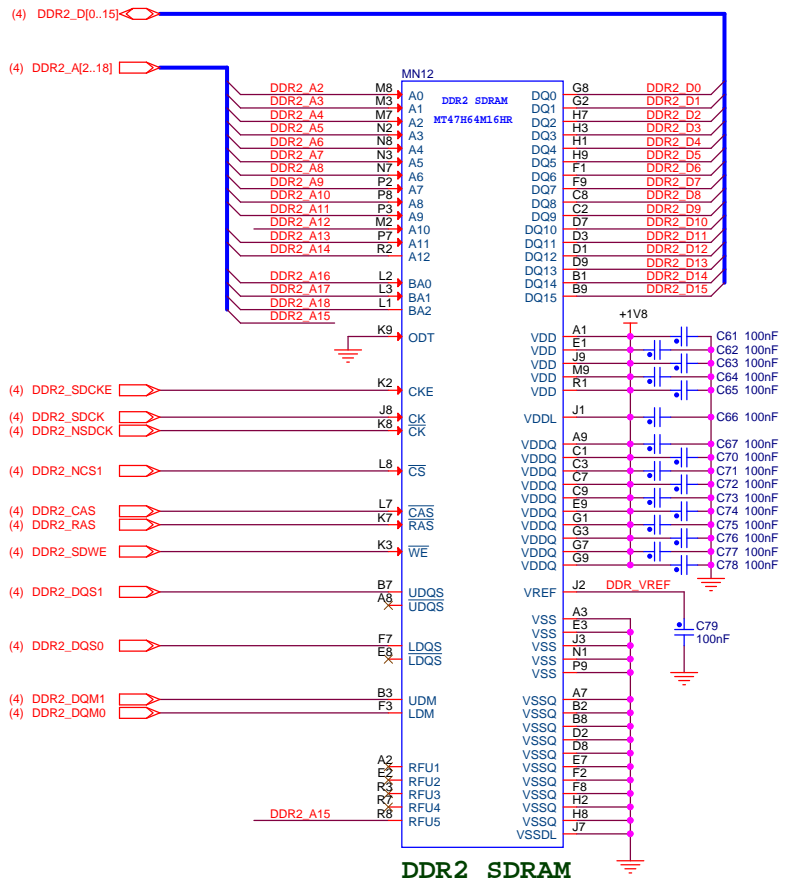 (4) DDR2_D[0..15]
(4) DDR2_A[2..18]
MN12
DDR2 SDRAM
MT47H64M16HR
DDR2_A2 M8 A0
DDR2_A3 M3 A1
DDR2_A4 M7 A2
DDR2_A5 N2 A3
DDR2_A6 N8 A4
DDR2_A7 N3 A5
DDR2_A8 N7 A6
DDR2_A9 P2 A7
DDR2_A10 P8 A8
DDR2_A11 P3 A9
DDR2_A12 M2 A10
DDR2_A13 P7 A11
DDR2_A14 R2 A12
DDR2_A16 L2 BA0
DDR2_A17 L3 BA1
DDR2_A18 L1 BA2
DDR2_A15
K9 ODT
(4) DDR2_SDCKE K2 CKE
(4) DDR2_SDCK J8 CK
(4) DDR2_NSDCK K8 CK
(4) DDR2_NCS1 L8 CS
(4) DDR2_CAS L7 CAS
(4) DDR2_RAS K7 RAS
(4) DDR2_SDWE K3 WE
(4) DDR2_DQS1 B7 UDQS
A8 UDQS
(4) DDR2_DQS0 F7 LDQS
E8 LDQS
(4) DDR2_DQM1 B3 UDM
(4) DDR2_DQM0 F3 LDM
A2 RFU1
E2 RFU2
R3 RFU3
R7 RFU4
DDR2_A15 R8 RFU5
DQ0 G8 DDR2_D0
DQ1 G2 DDR2_D1
DQ2 H7 DDR2_D2
DQ3 H3 DDR2_D3
DQ4 H1 DDR2_D4
DQ5 H9 DDR2_D5
DQ6 F1 DDR2_D6
DQ7 F9 DDR2_D7
DQ8 C8 DDR2_D8
DQ9 C2 DDR2_D9
DQ10 D7 DDR2_D10
DQ11 D3 DDR2_D11
DQ12 D1 DDR2_D12
DQ13 D9 DDR2_D13
DQ14 B1 DDR2_D14
DQ15 B9 DDR2_D15
+1V8
VDD A1 C61 100nF
VDD E1 C62 100nF
VDD J9 C63 100nF
VDD M9 C64 100nF
VDD R1 C65 100nF
VDDL J1 C66 100nF
VDDQ A9 C67 100nF
VDDQ C1 C70 100nF
VDDQ C3 C71 100nF
VDDQ C7 C72 100nF
VDDQ C9 C73 100nF
VDDQ E9 C74 100nF
VDDQ G1 C75 100nF
VDDQ G3 C76 100nF
VDDQ G7 C77 100nF
VDDQ G9 C78 100nF
VREF J2 DDR_VREF
C79
100nF
VSS A3
VSS E3
VSS J3
VSS N1
VSS P9
VSSQ A7
VSSQ B2
VSSQ B8
VSSQ D2
VSSQ D8
VSSQ E7
VSSQ F2
VSSQ F8
VSSQ H2
VSSQ H8
VSSDL J7
DDR2 SDRAM